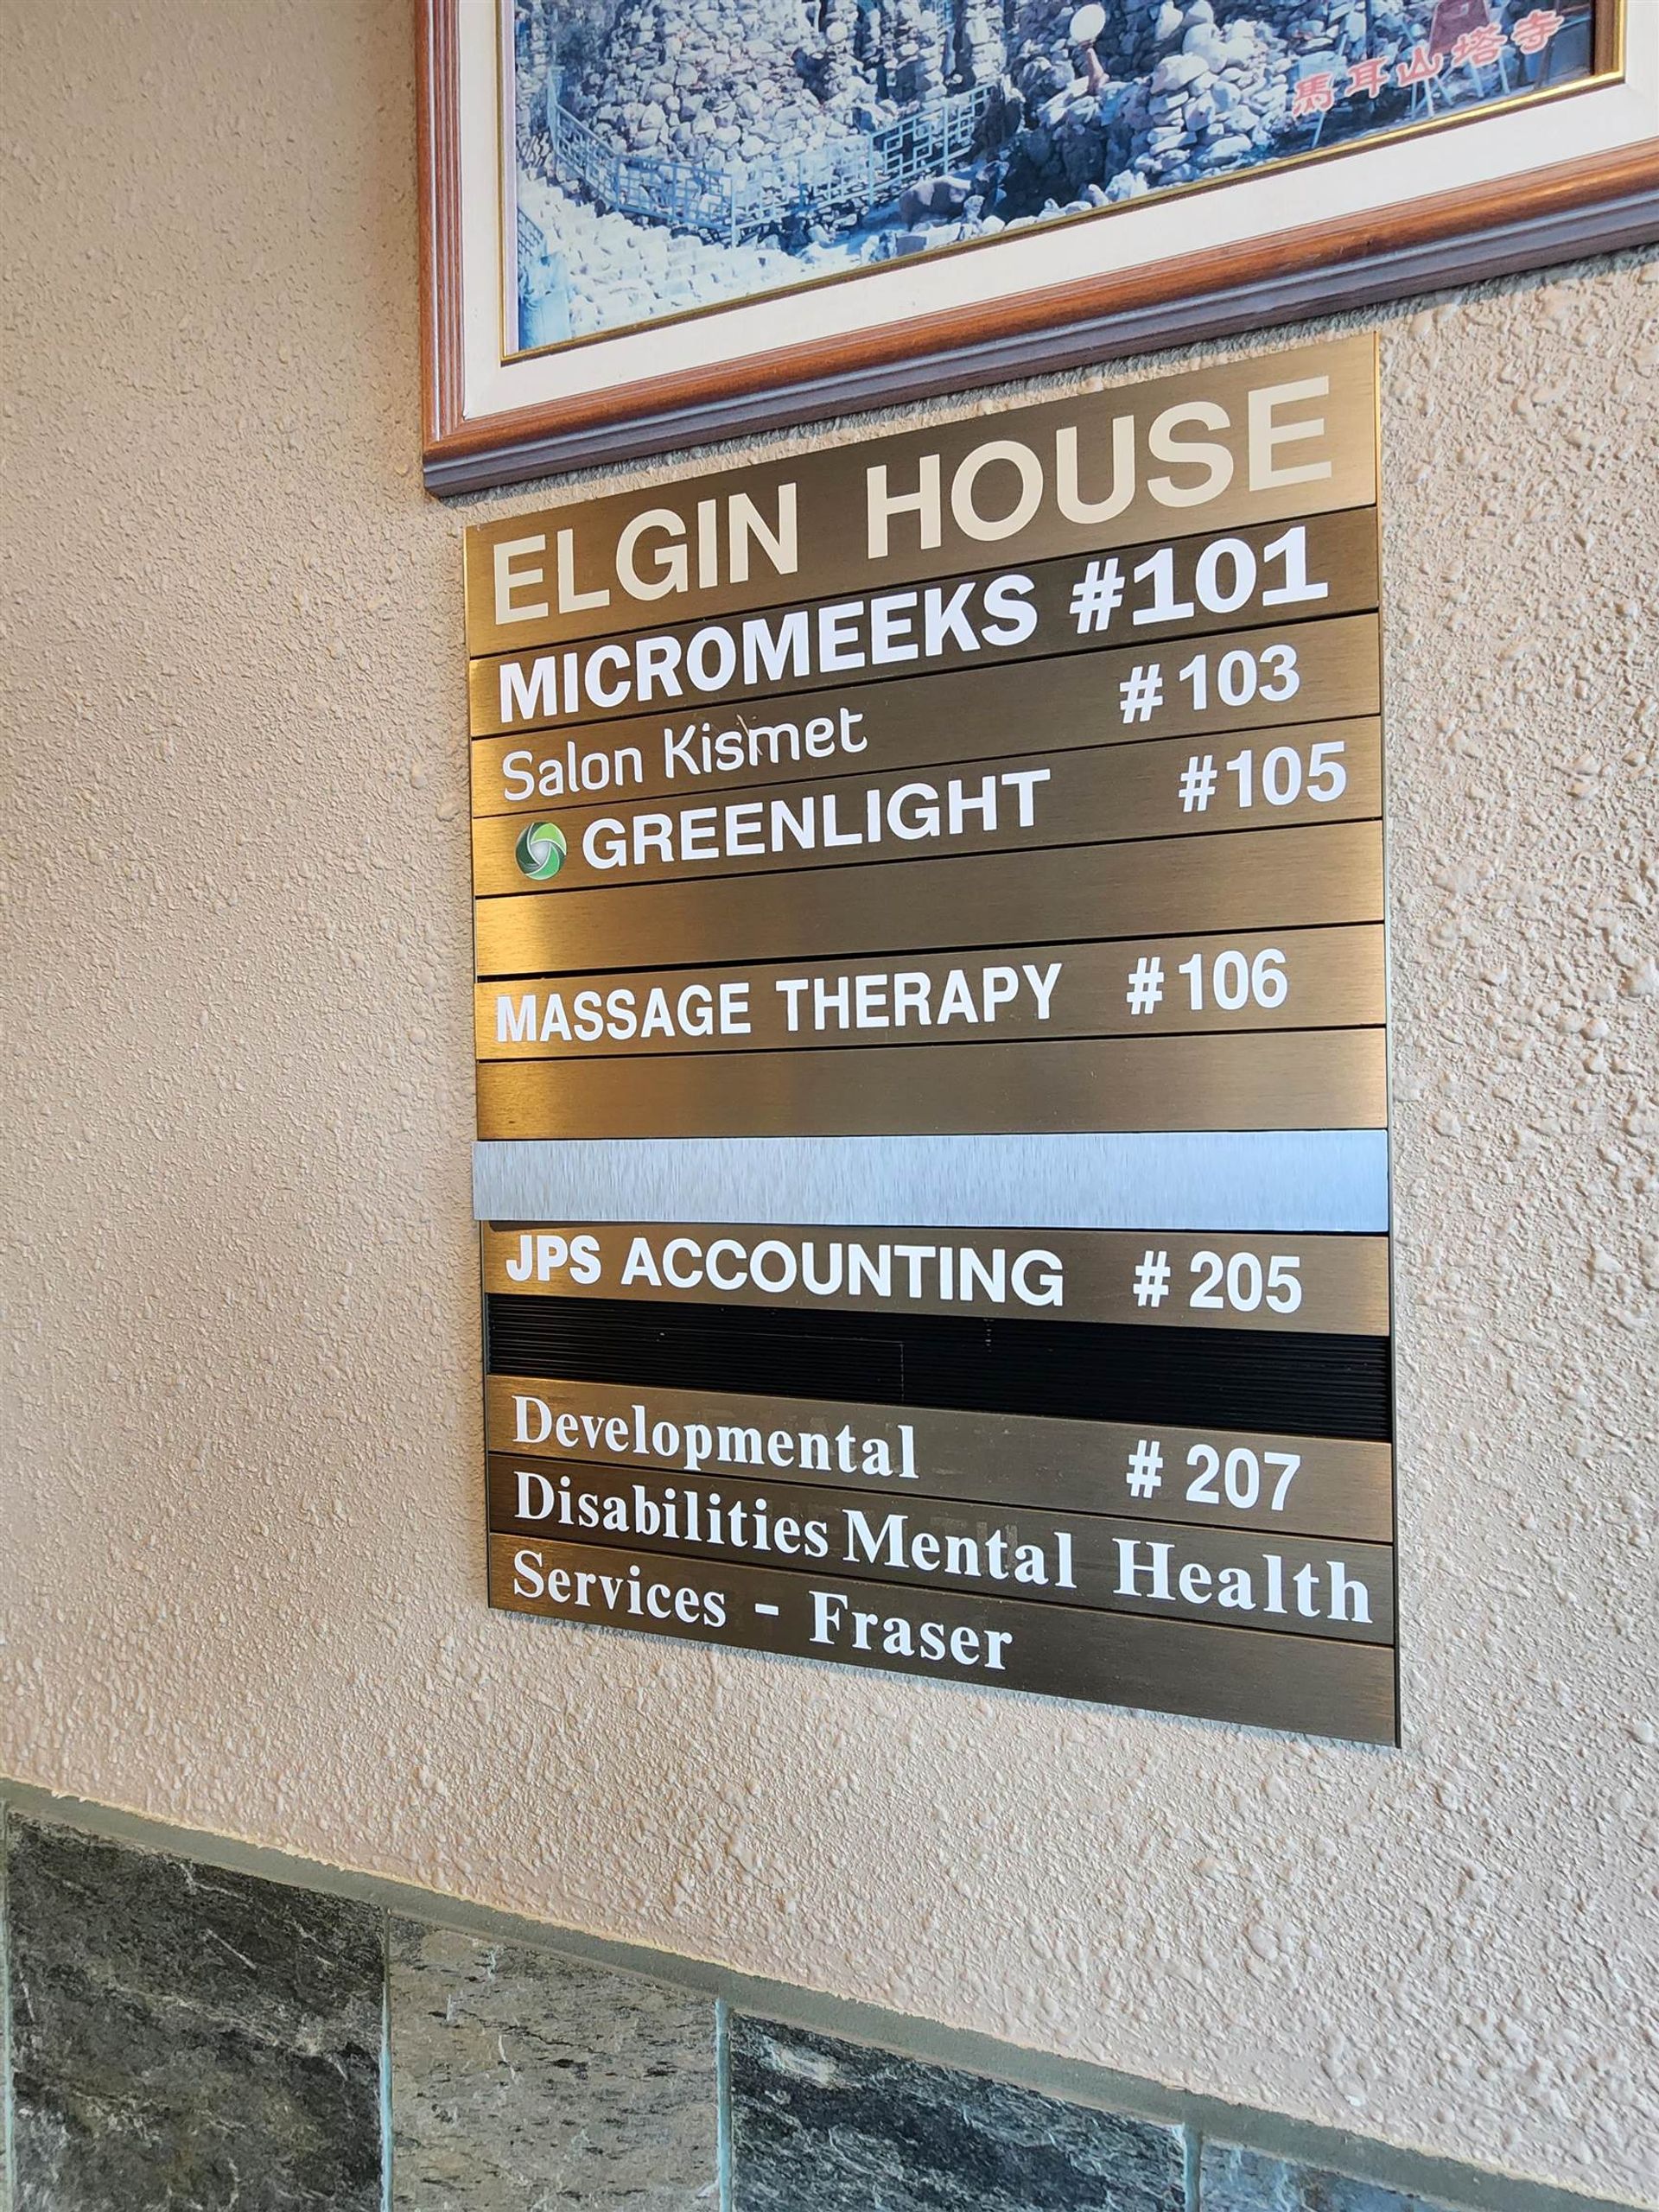 馬耳山塔寺
ELGIN HOUSE
MICROMEEKS #101
Salon Kismet #103
GREENLIGHT #105
MASSAGE THERAPY #106
JPS ACCOUNTING #205
Developmental #207
Disabilities Mental Health
Services - Fraser